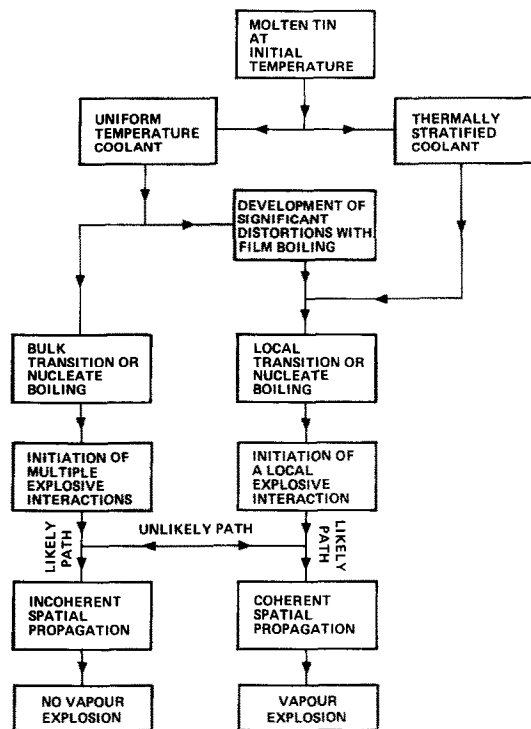 MOLTEN TIN
AT
INITIAL
TEMPERATURE
UNIFORM
TEMPERATURE
COOLANT
THERMALLY
STRATIFIED
COOLANT
DEVELOPMENT OF
SIGNIFICANT
DISTORTIONS WITH
FILM BOILING
BULK
TRANSITION OR
NUCLEATE
BOILING
LOCAL
TRANSITION OR
NUCLEATE
BOILING
INITIATION OF
MULTIPLE
EXPLOSIVE
INTERACTIONS
INITIATION OF
A LOCAL
EXPLOSIVE
INTERACTION
LIKELY
PATH
UNLIKELY PATH
LIKELY
PATH
INCOHERENT
SPATIAL
PROPAGATION
COHERENT
SPATIAL
PROPAGATION
NO VAPOUR
EXPLOSION
VAPOUR
EXPLOSION